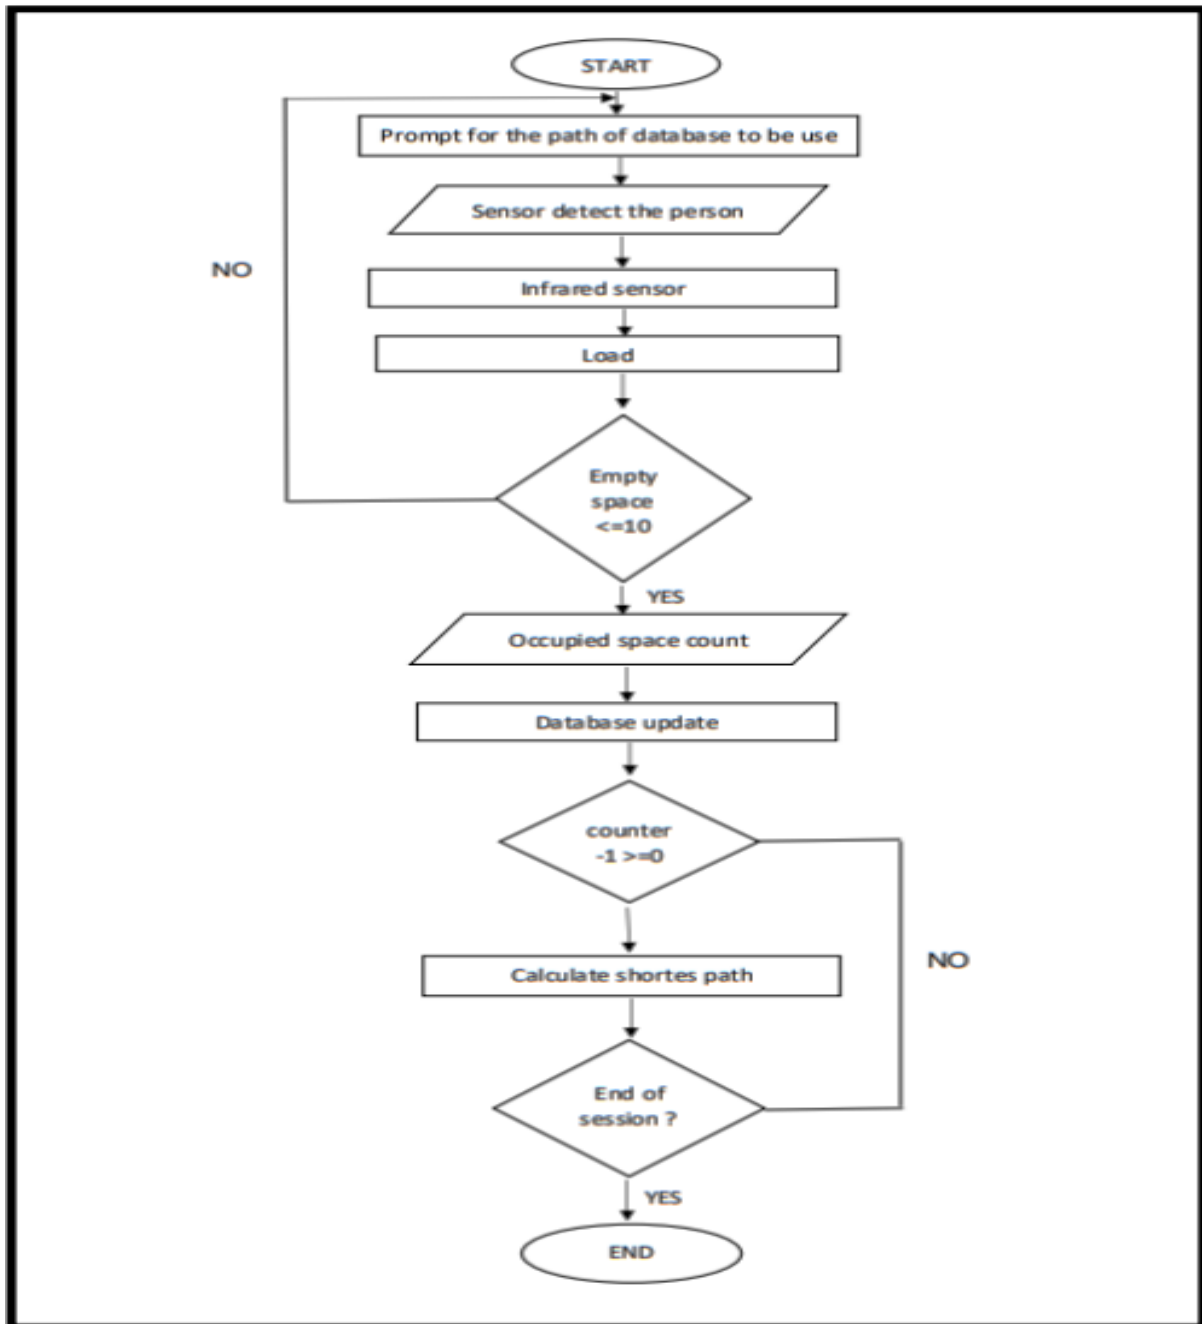 START
Prompt for the path of database to be use
Sensor detect the person
NO
Infrared sensor
Load
Empty
space
<=10
YES
Occupied space count
Database update
counter
-1 >=0
NO
Calculate shortes path
End of
session ?
YES
END